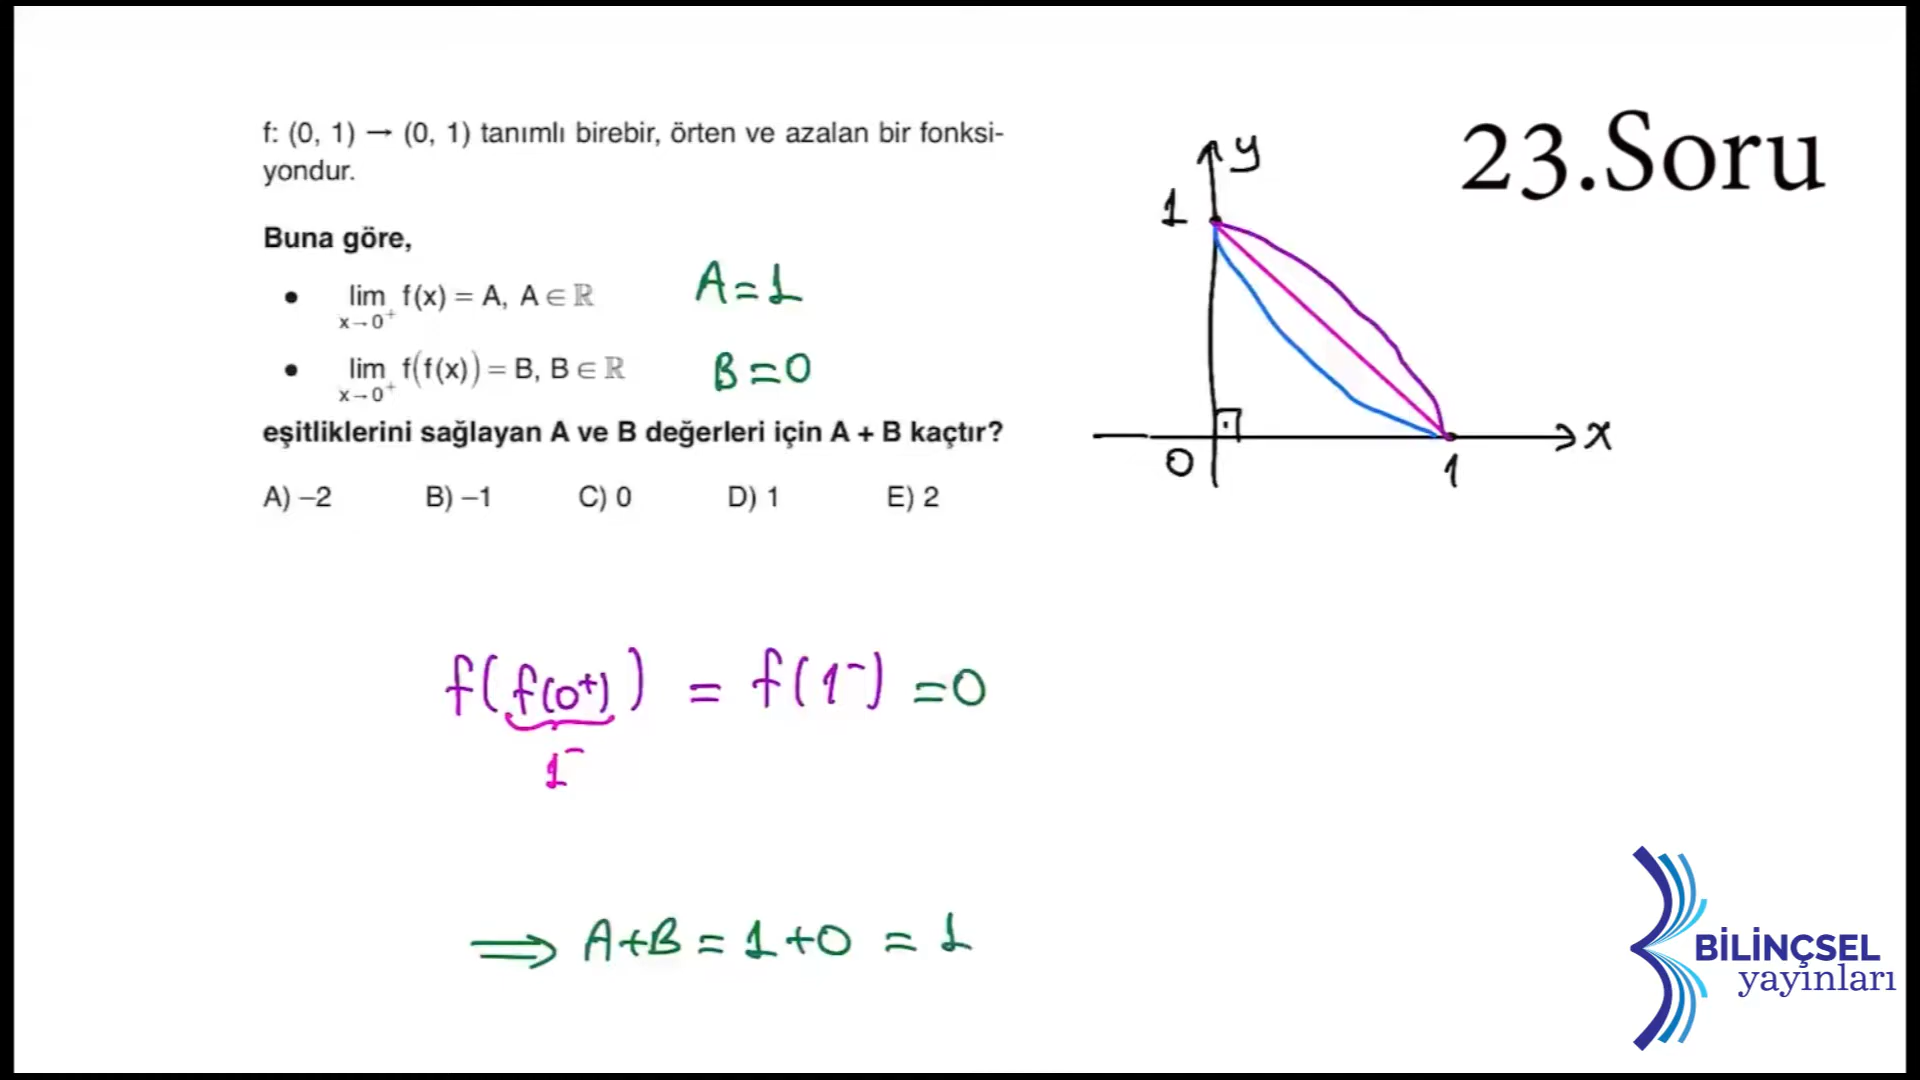 23.Soru
f: (0, 1) → (0, 1) tanımlı birebir, örten ve azalan bir fonksi-
yondur.
Buna göre,
• lim f(x) = A, A ∈ ℝ A = 1
x→0⁺
• lim f(f(x)) = B, B ∈ ℝ B = 0
x→0⁺
eşitliklerini sağlayan A ve B değerleri için A + B kaçtır?
A) –2 B) –1 C) 0 D) 1 E) 2
y
1
0
1
x
f(f(0⁺)) = f(1⁻) = 0
1⁻
⇒ A+B = 1+0 = 1
BİLİNÇSEL
yayınları